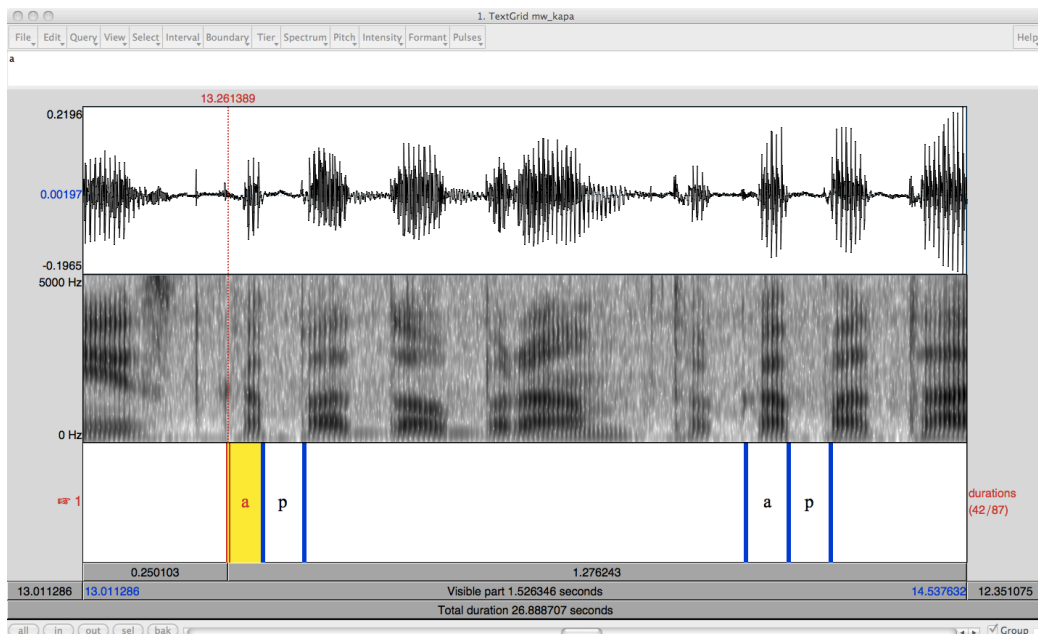 1. TextGrid mw_kapa
File Edit Query View Select Interval Boundary Tier Spectrum Pitch Intensity Formant Pulses Help
a
13.261389
0.2196
0.00197
-0.1965
5000 Hz
0 Hz
☞ 1 a p a p durations
(42/87)
0.250103 1.276243
13.011286 13.011286 Visible part 1.526346 seconds 14.537632 12.351075
Total duration 26.888707 seconds
all in out sel bak Group